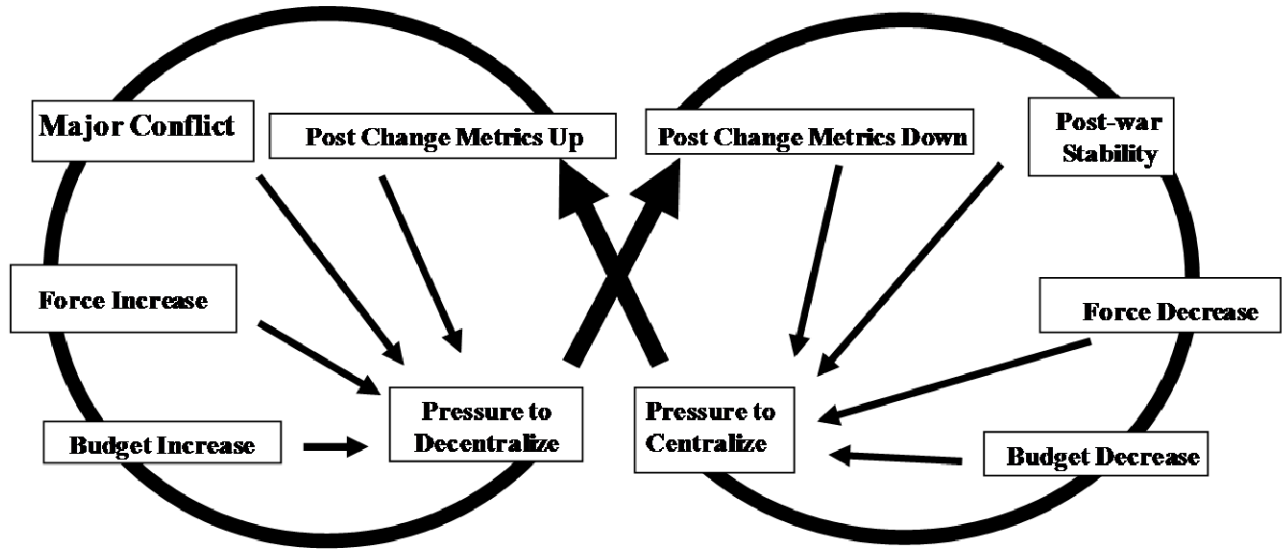 Major Conflict
Post Change Metrics Up
Post Change Metrics Down
Post-war
Stability
Force Increase
Force Decrease
Pressure to
Decentralize
Pressure to
Centralize
Budget Increase
Budget Decrease